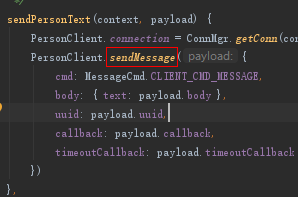 */
sendPersonText(context, payload) {
PersonClient.connection = ConnMgr.getConn(con
PersonClient.sendMessage( payload: {
cmd: MessageCmd.CLIENT_CMD_MESSAGE,
body: { text: payload.body },
uuid: payload.uuid,
callback: payload.callback,
timeoutCallback: payload.timeoutCallback
})
},